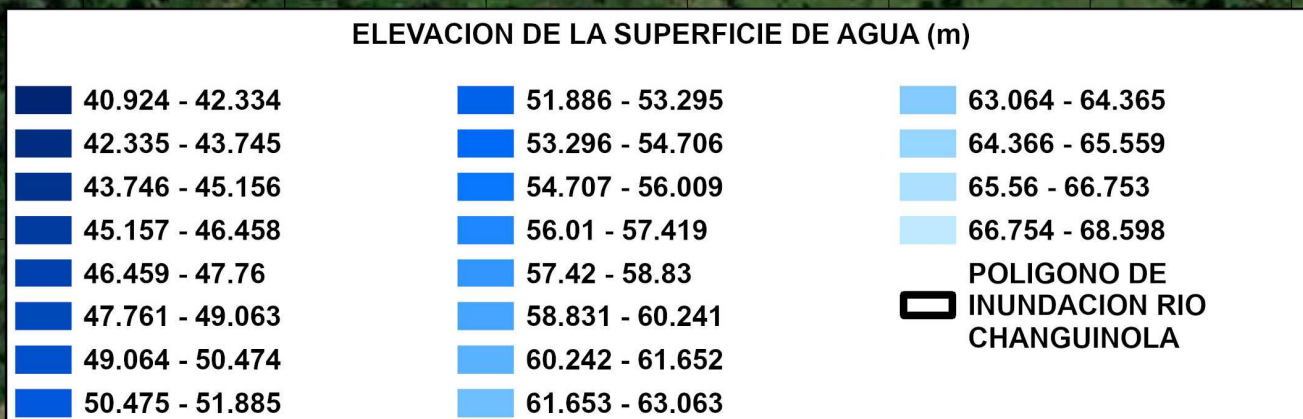 ELEVACION DE LA SUPERFICIE DE AGUA (m)
40.924 - 42.334
42.335 - 43.745
43.746 - 45.156
45.157 - 46.458
46.459 - 47.76
47.761 - 49.063
49.064 - 50.474
50.475 - 51.885
51.886 - 53.295
53.296 - 54.706
54.707 - 56.009
56.01 - 57.419
57.42 - 58.83
58.831 - 60.241
60.242 - 61.652
61.653 - 63.063
63.064 - 64.365
64.366 - 65.559
65.56 - 66.753
66.754 - 68.598
POLIGONO DE
INUNDACION RIO
CHANGUINOLA